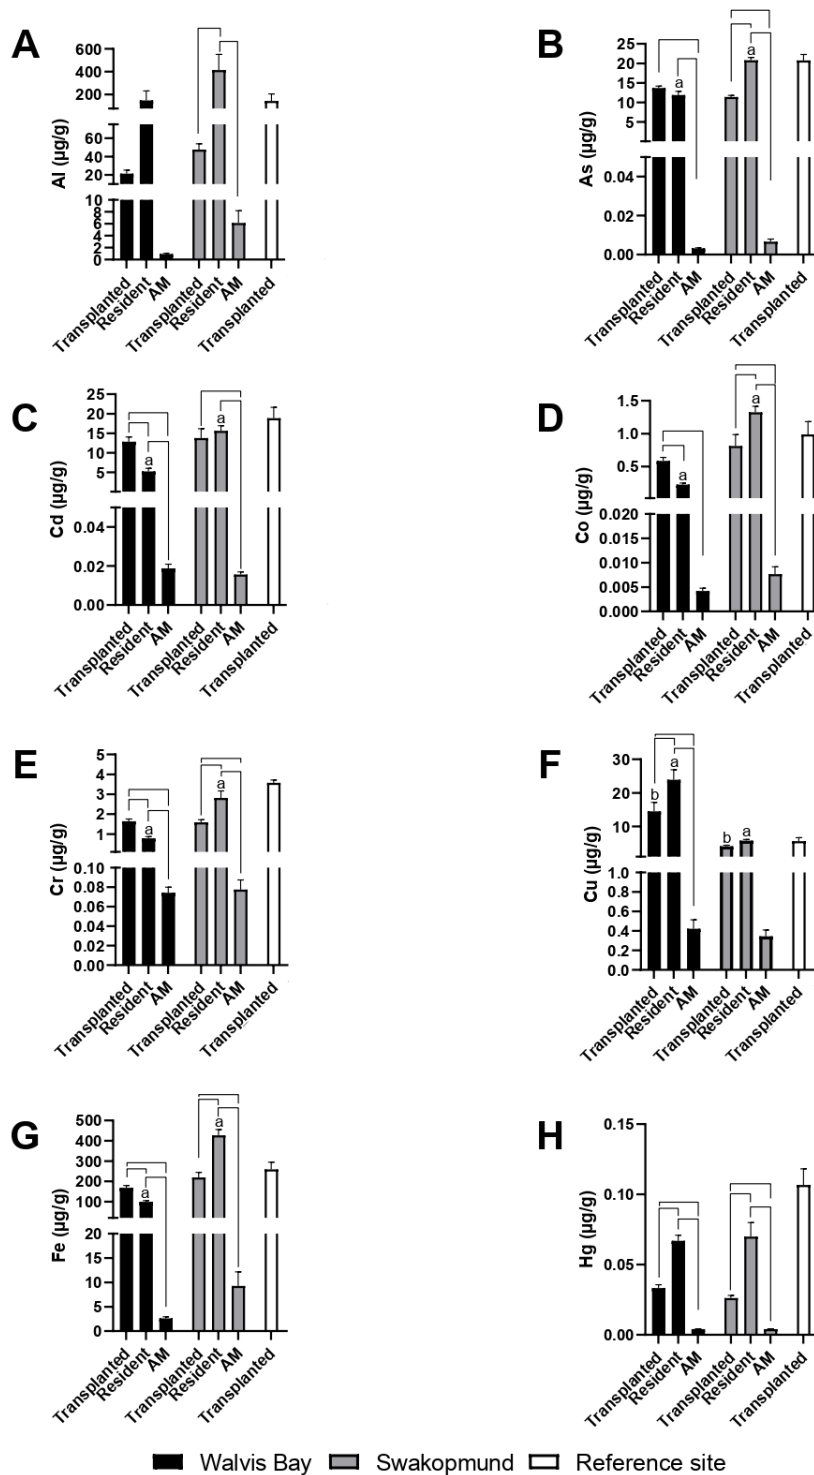 A
Al (µg/g)
600
400
200
60
40
20
10
8
6
4
2
0
Transplanted
Resident
AM
Transplanted
Resident
AM
Transplanted
B
As (µg/g)
25
20
15
10
5
0.04
0.02
0.00
a
a
Transplanted
Resident
AM
Transplanted
Resident
AM
Transplanted
C
Cd (µg/g)
25
20
15
10
5
0.04
0.02
0.00
a
a
Transplanted
Resident
AM
Transplanted
Resident
AM
Transplanted
D
Co (µg/g)
1.5
1.0
0.5
0.020
0.015
0.010
0.005
0.000
a
a
Transplanted
Resident
AM
Transplanted
Resident
AM
Transplanted
E
Cr (µg/g)
4
3
2
1
0.10
0.08
0.06
0.04
0.02
0.00
a
a
Transplanted
Resident
AM
Transplanted
Resident
AM
Transplanted
F
Cu (µg/g)
30
20
10
1.0
0.8
0.6
0.4
0.2
0.0
b
a
b
a
Transplanted
Resident
AM
Transplanted
Resident
AM
Transplanted
G
Fe (µg/g)
500
400
300
200
100
20
15
10
5
0
a
a
Transplanted
Resident
AM
Transplanted
Resident
AM
Transplanted
H
Hg (µg/g)
0.15
0.10
0.05
0.00
Transplanted
Resident
AM
Transplanted
Resident
AM
Transplanted
Walvis Bay Swakopmund Reference site